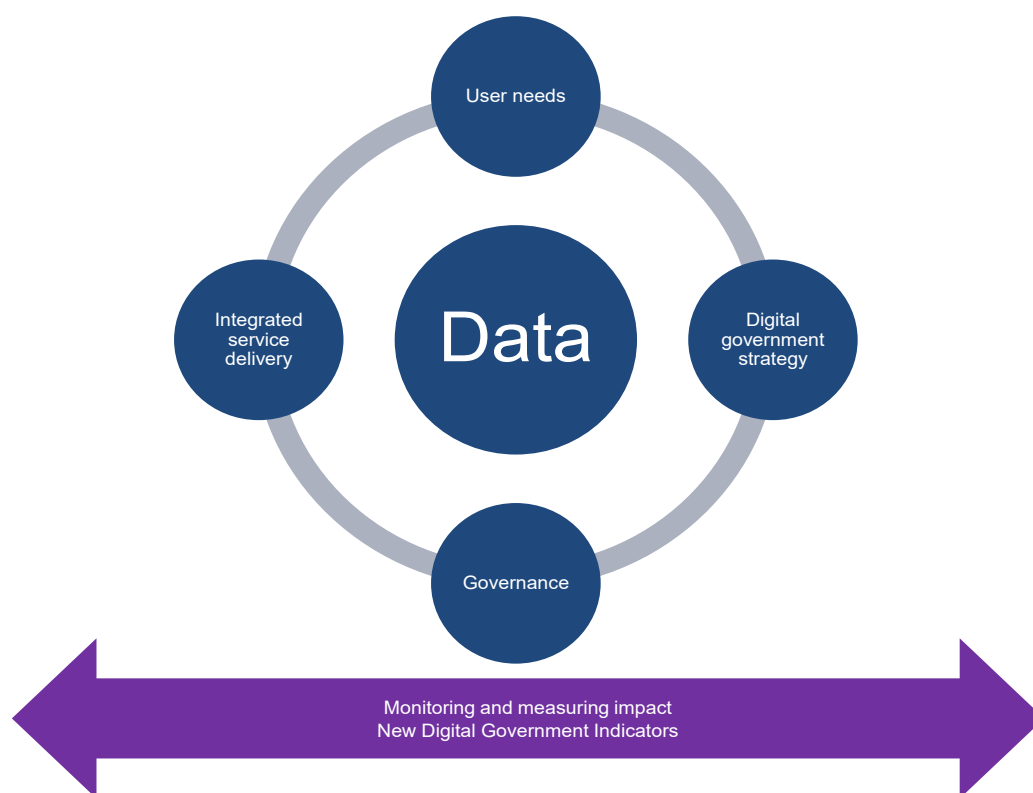 User needs
Integrated
service
delivery
Data
Digital
government
strategy
Governance
Monitoring and measuring impact
New Digital Government Indicators